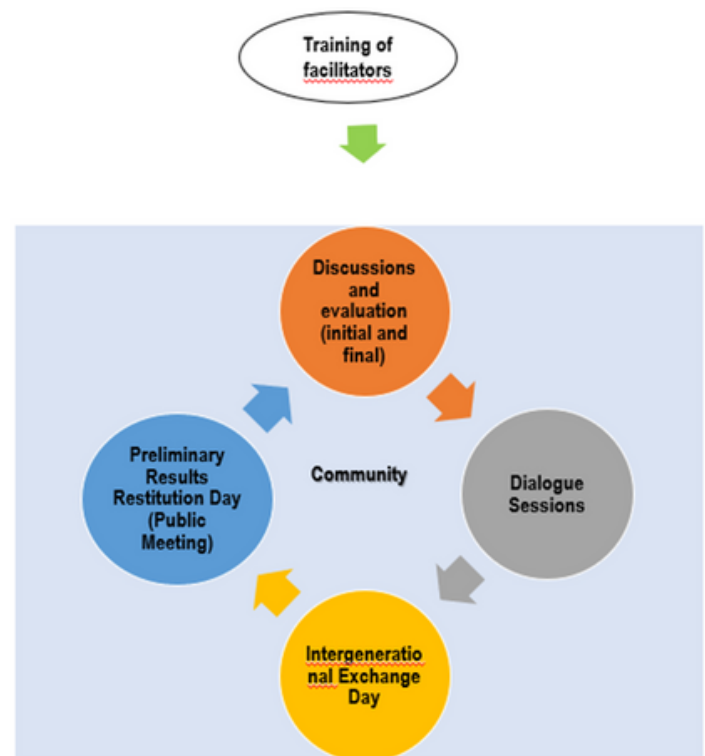 Training of
facilitators
Discussions
and
evaluation
(initial and
final)
Preliminary
Results
Restitution Day
(Public
Meeting)
Community
Dialogue
Sessions
Intergeneratio
nal Exchange
Day